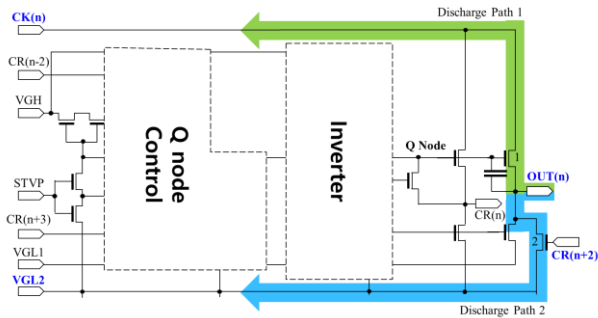 Discharge Path 1
CK(n)
CR(n-2)
VGH
Q node
Control
Inverter
Q Node
1
OUT(n)
STVP
CR(n)
CR(n+3)
2
VGL1
CR(n+2)
VGL2
Discharge Path 2